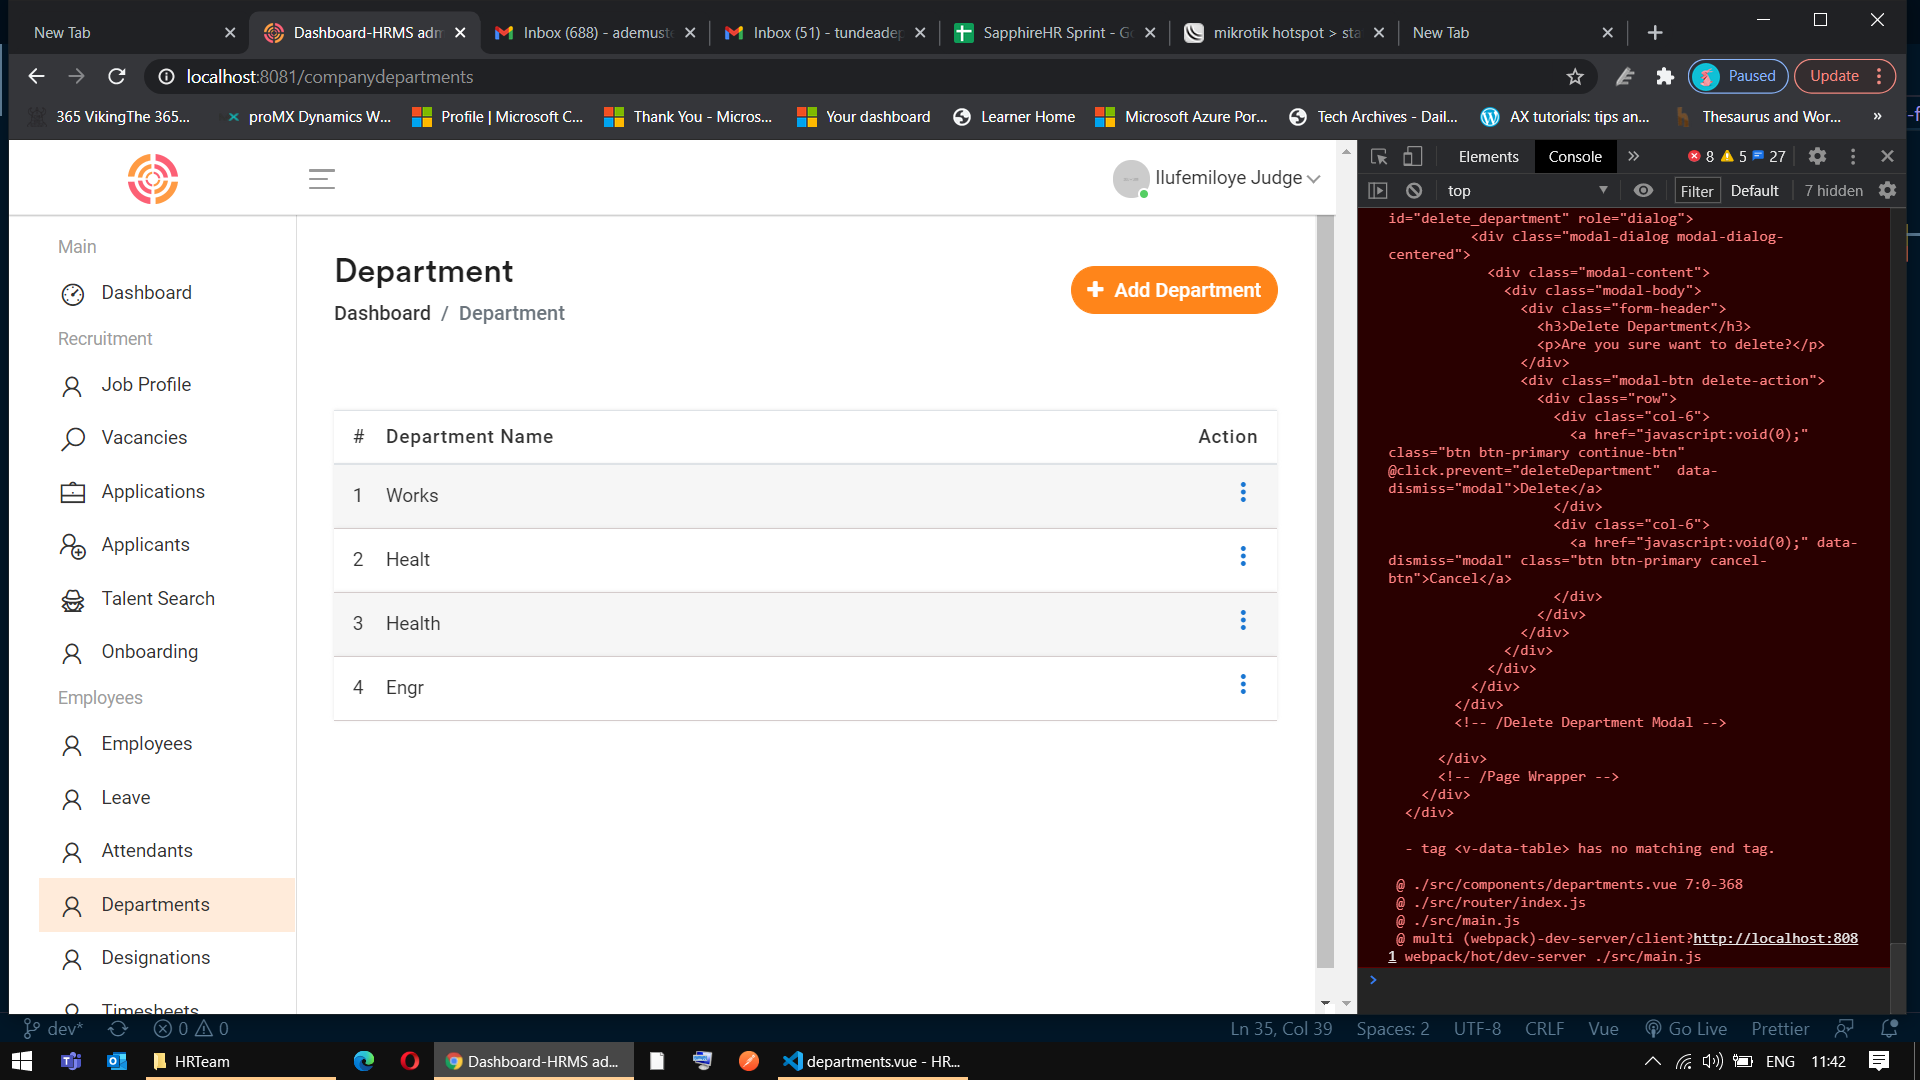 New Tab
Dashboard-HRMS adm
Inbox (688) - ademuste
Inbox (51) - tundeadep
SapphireHR Sprint - Go
mikrotik hotspot > sta
New Tab
localhost:8081/companydepartments
Paused
Update
365 VikingThe 365...
proMX Dynamics W...
Profile | Microsoft C...
Thank You - Micros...
Your dashboard
Learner Home
Microsoft Azure Por...
Tech Archives - Dail...
AX tutorials: tips an...
Thesaurus and Wor...
»
Ilufemiloye Judge
Main
Dashboard
Recruitment
Job Profile
Vacancies
Applications
Applicants
Talent Search
Onboarding
Employees
Employees
Leave
Attendants
Departments
Designations
Timesheets
Department
Dashboard / Department
+ Add Department
# Department Name Action
1 Works
2 Healt
3 Health
4 Engr
Elements
Console
»
8 5 27
top
Filter
Default
7 hidden
id="delete_department" role="dialog">
<div class="modal-dialog modal-dialog-
centered">
<div class="modal-content">
<div class="modal-body">
<div class="form-header">
<h3>Delete Department</h3>
<p>Are you sure want to delete?</p>
</div>
<div class="modal-btn delete-action">
<div class="row">
<div class="col-6">
<a href="javascript:void(0);"
class="btn btn-primary continue-btn"
@click.prevent="deleteDepartment"  data-
dismiss="modal">Delete</a>
</div>
<div class="col-6">
<a href="javascript:void(0);" data-
dismiss="modal" class="btn btn-primary cancel-
btn">Cancel</a>
</div>
</div>
</div>
</div>
</div>
</div>
</div>
<!-- /Delete Department Modal -->
</div>
<!-- /Page Wrapper -->
</div>
</div>
- tag <v-data-table> has no matching end tag.
@ ./src/components/departments.vue 7:0-368
@ ./src/router/index.js
@ ./src/main.js
@ multi (webpack)-dev-server/client?http://localhost:808
1 webpack/hot/dev-server ./src/main.js
>
dev*
0 0
Ln 35, Col 39
Spaces: 2
UTF-8
CRLF
Vue
Go Live
Prettier
HRTeam
Dashboard-HRMS ad...
departments.vue - HR...
ENG
11:42